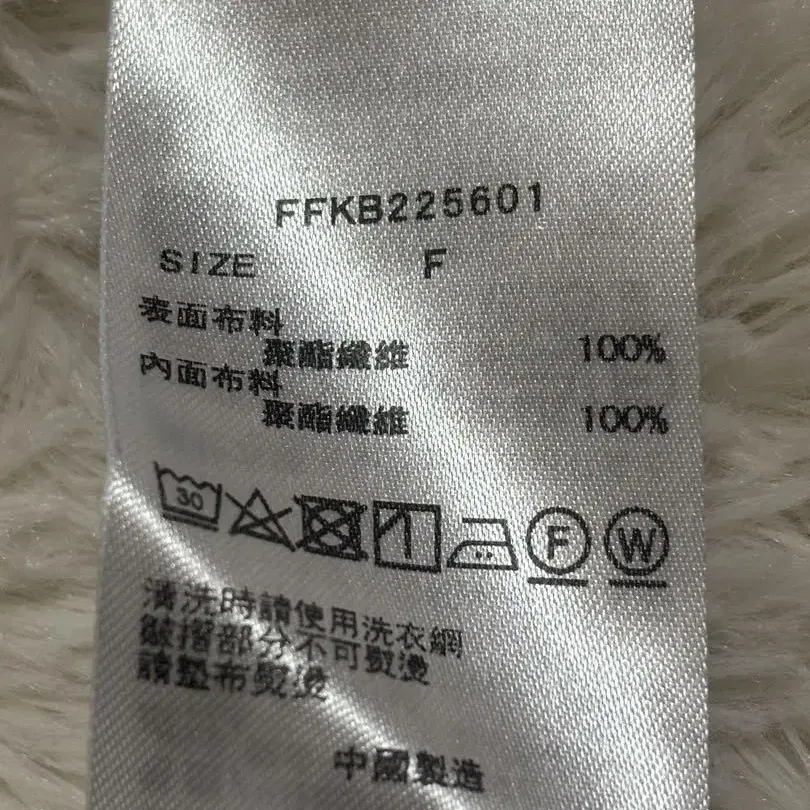 FFKB225601
SIZE F
表面布料
聚酯纖維 100%
內面布料
聚酯纖維 100%
30
F W
清洗時請使用洗衣網
皺摺部分不可熨燙
請墊布熨燙
中國製造